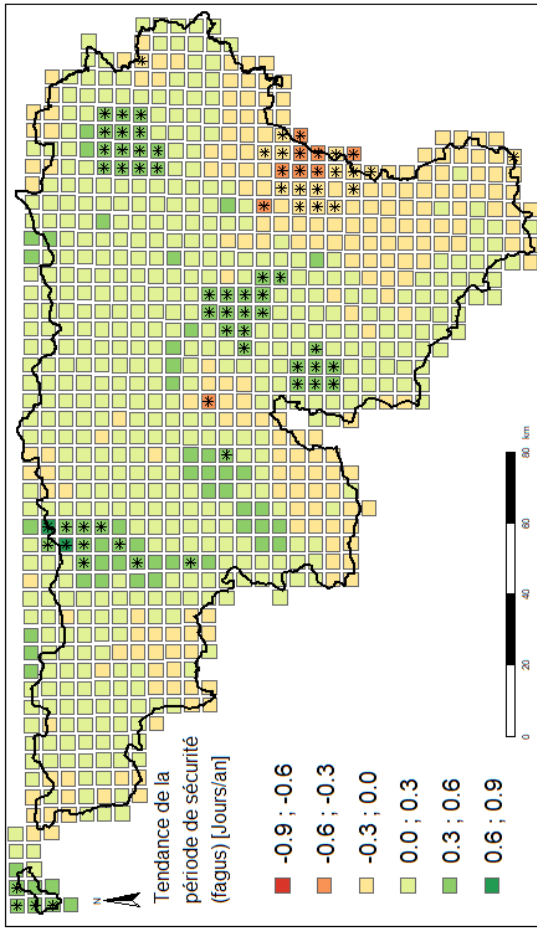 N
Tendance de la
période de sécurité
(fagus) [Jours/an]
-0.9 ; -0.6
-0.6 ; -0.3
-0.3 ; 0.0
0.0 ; 0.3
0.3 ; 0.6
0.6 ; 0.9
0 20 40 60 80 km